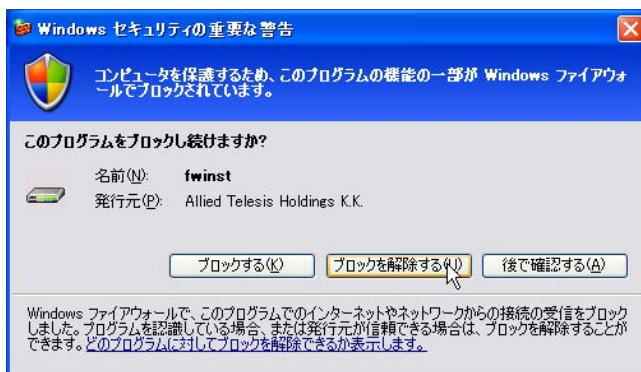 Windows セキュリティの重要な警告
コンピュータを保護するため、このプログラムの機能の一部が Windows ファイアウォ
ールでブロックされています。
このプログラムをブロックし続けますか?
名前(N): fwinst
発行元(P): Allied Telesis Holdings K.K.
ブロックする(K) ブロックを解除する(U) 後で確認する(A)
Windows ファイアウォールで、このプログラムでのインターネットやネットワークからの接続の受信をブロック
しました。プログラムを認識している場合、または発行元が信頼できる場合は、ブロックを解除することが
できます。どのプログラムに対してブロックを解除できるか表示します。